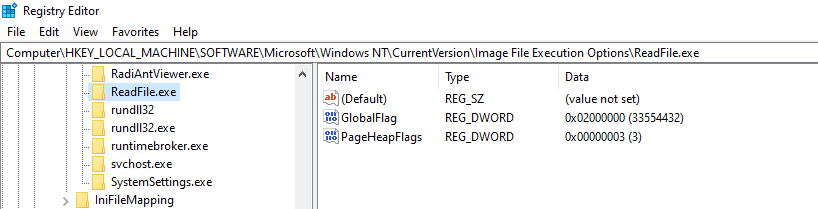 Registry Editor
File Edit View Favorites Help
Computer\HKEY_LOCAL_MACHINE\SOFTWARE\Microsoft\Windows NT\CurrentVersion\Image File Execution Options\ReadFile.exe
RadiAntViewer.exe
ReadFile.exe
rundll32
rundll32.exe
runtimebroker.exe
svchost.exe
SystemSettings.exe
IniFileMapping
Name Type Data
ab (Default) REG_SZ (value not set)
GlobalFlag REG_DWORD 0x02000000 (33554432)
PageHeapFlags REG_DWORD 0x00000003 (3)